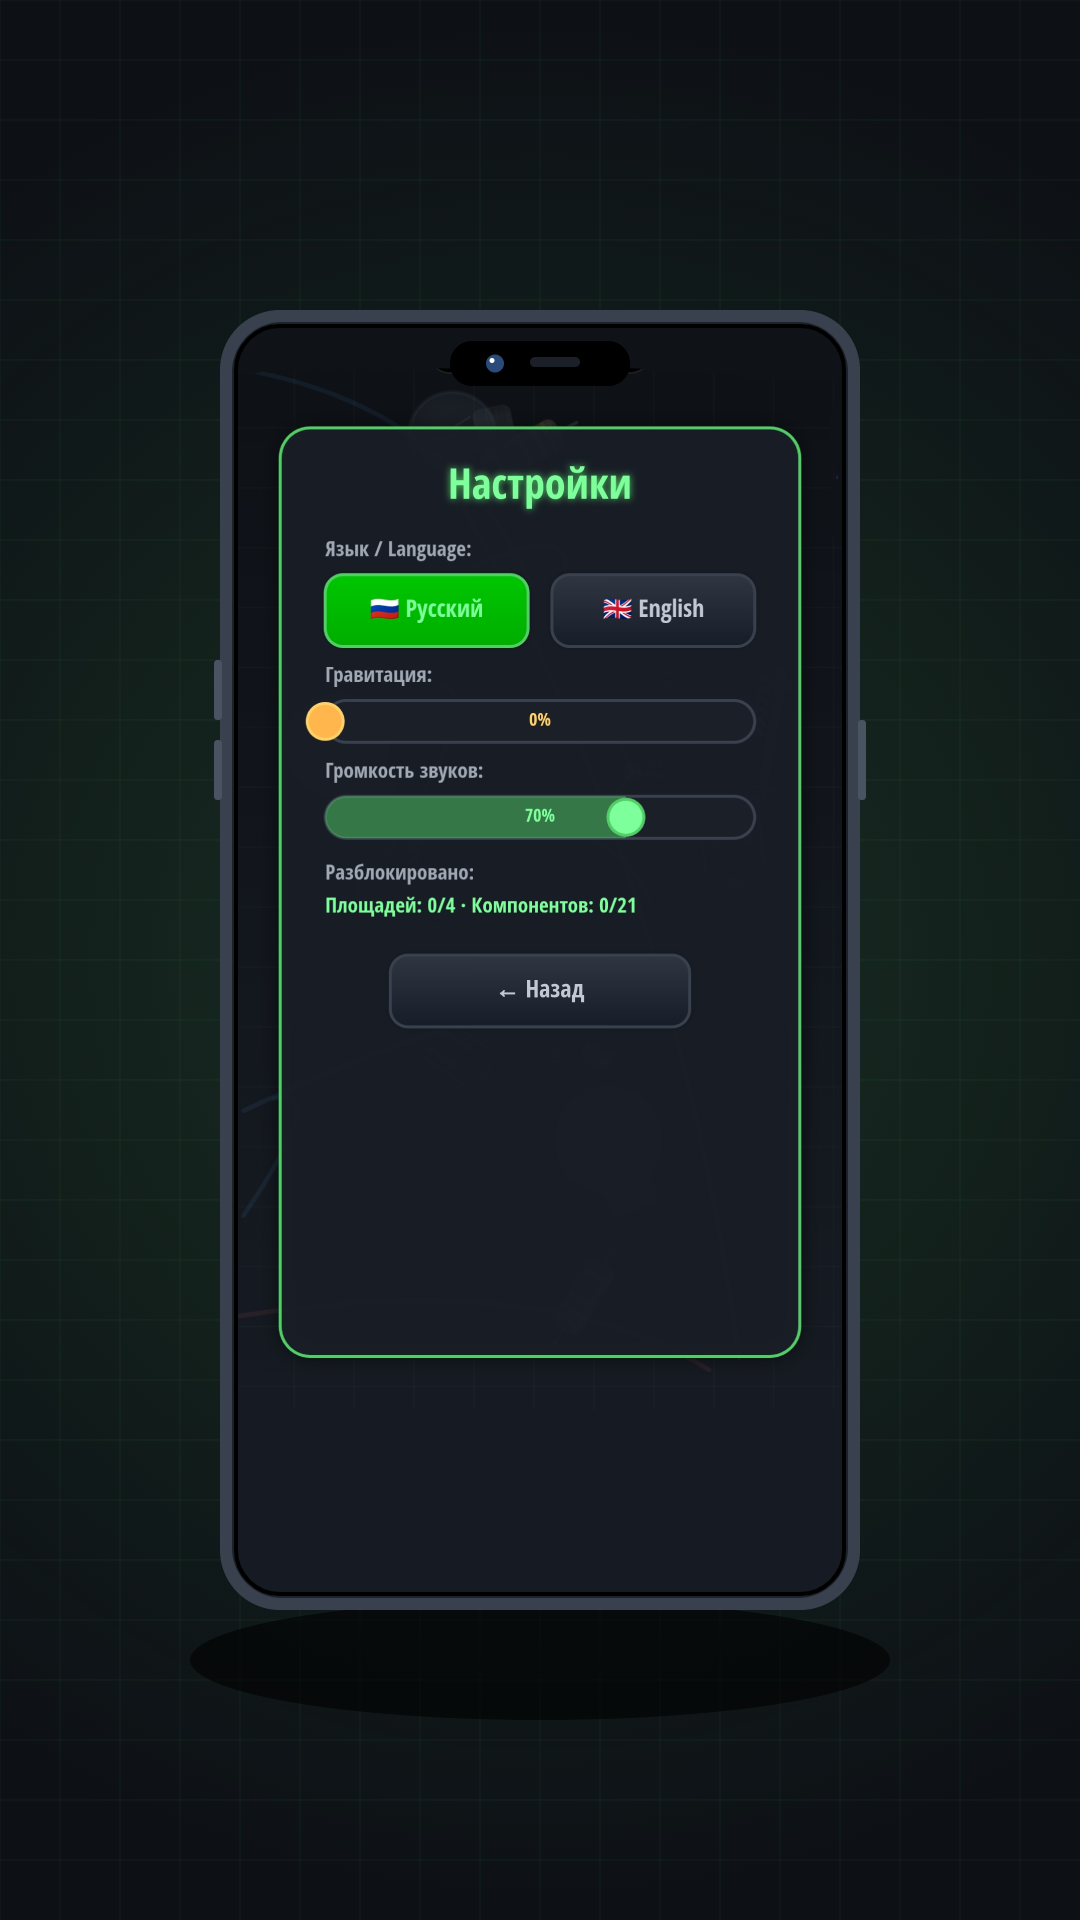 Настройки
Язык / Language:
Русский
English
Гравитация:
0%
Громкость звуков:
70%
Разблокировано:
Площадей: 0/4 · Компонентов: 0/21
← Назад